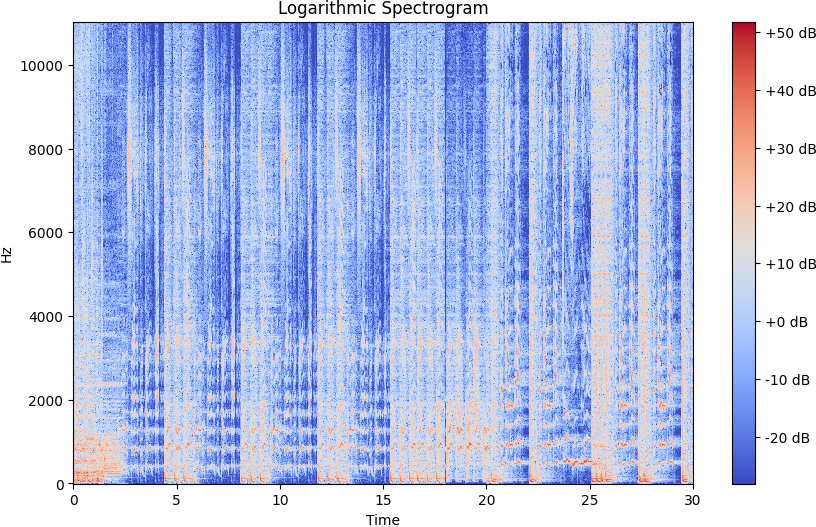 Logarithmic Spectrogram
Hz
10000
8000
6000
4000
2000
0
0 5 10 15 20 25 30
Time
+50 dB
+40 dB
+30 dB
+20 dB
+10 dB
+0 dB
-10 dB
-20 dB